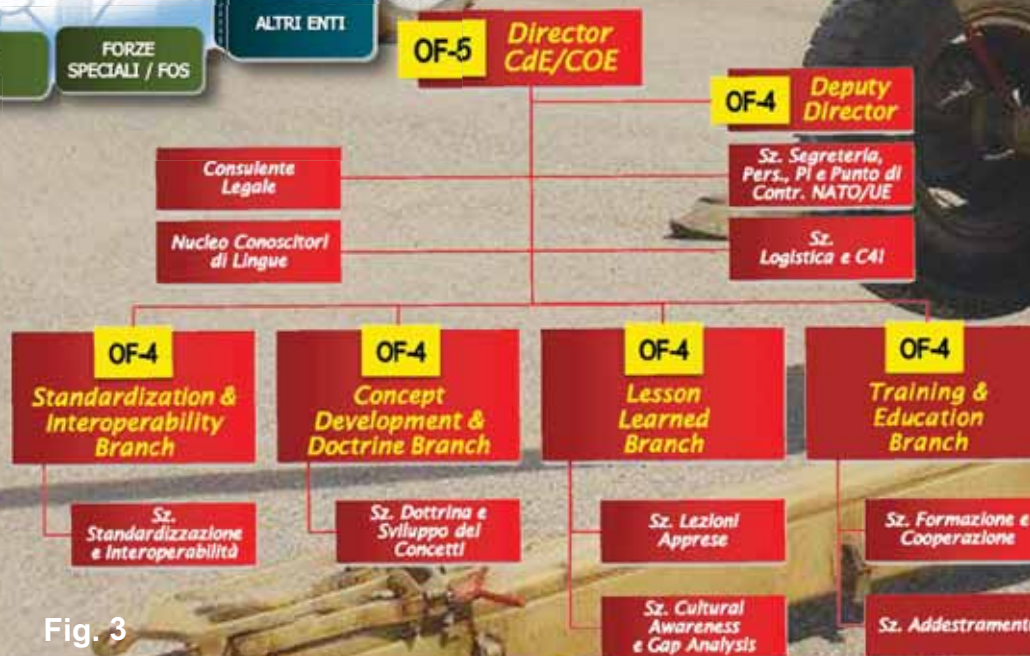 ALTRI ENTI
FORZE
SPECIALI / FOS
OF-5
Director
CdE/COE
OF-4
Deputy
Director
Consulente
Legale
Sz. Segreteria,
Pers., PI e Punto di
Contr. NATO/UE
Nucleo Conoscitori
di Lingue
Sz.
Logistica e C4I
OF-4
Standardization &
Interoperability
Branch
OF-4
Concept
Development &
Doctrine Branch
OF-4
Lesson
Learned
Branch
OF-4
Training &
Education
Branch
Sz.
Standardizzazione
e Interoperabilità
Sz. Dottrina e
Sviluppo dei
Concetti
Sz. Lezioni
Apprese
Sz. Formazione e
Cooperazione
Sz. Cultural
Awareness
e Gap Analysis
Sz. Addestramento
Fig. 3